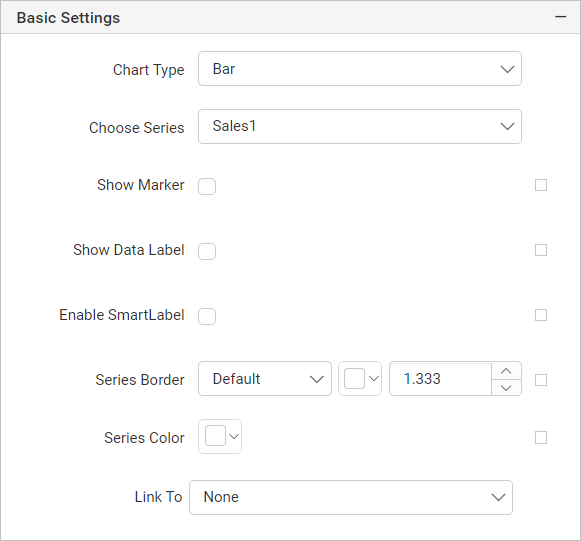 Basic Settings
Chart Type Bar
Choose Series Sales1
Show Marker
Show Data Label
Enable SmartLabel
Series Border Default 1.333
Series Color
Link To None